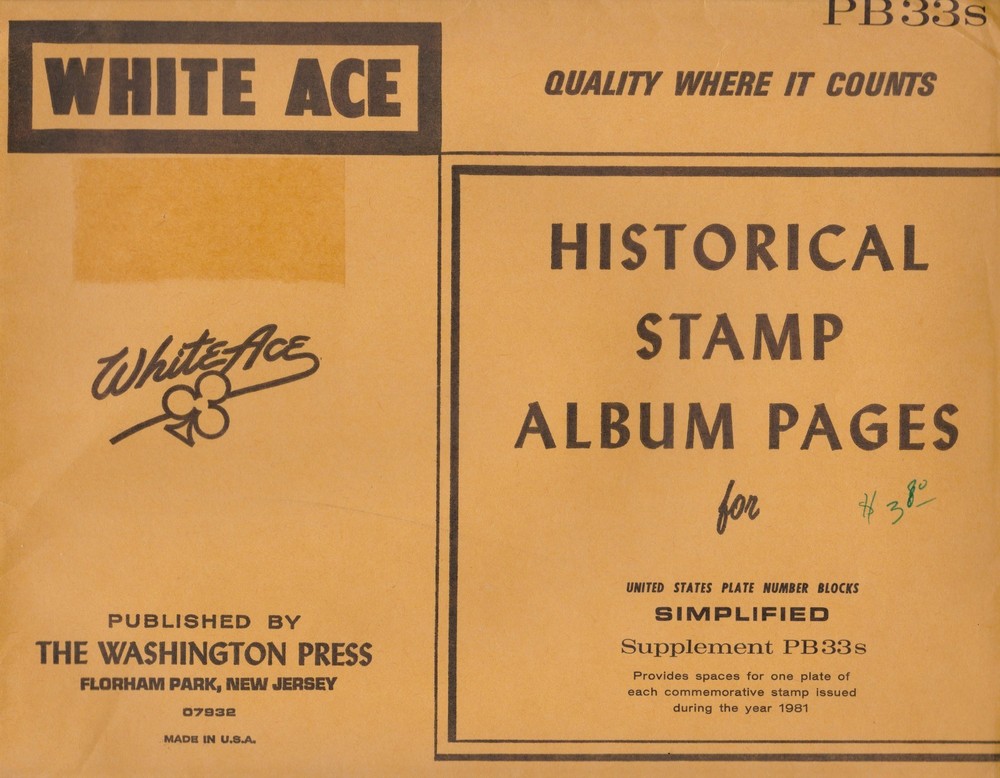 PB33s
WHITE ACE
QUALITY WHERE IT COUNTS
White Ace
PUBLISHED BY
THE WASHINGTON PRESS
FLORHAM PARK, NEW JERSEY
07932
MADE IN U.S.A.
HISTORICAL
STAMP
ALBUM PAGES
for
$ 3.80
UNITED STATES PLATE NUMBER BLOCKS
SIMPLIFIED
Supplement PB33s
Provides spaces for one plate of
each commemorative stamp issued
during the year 1981